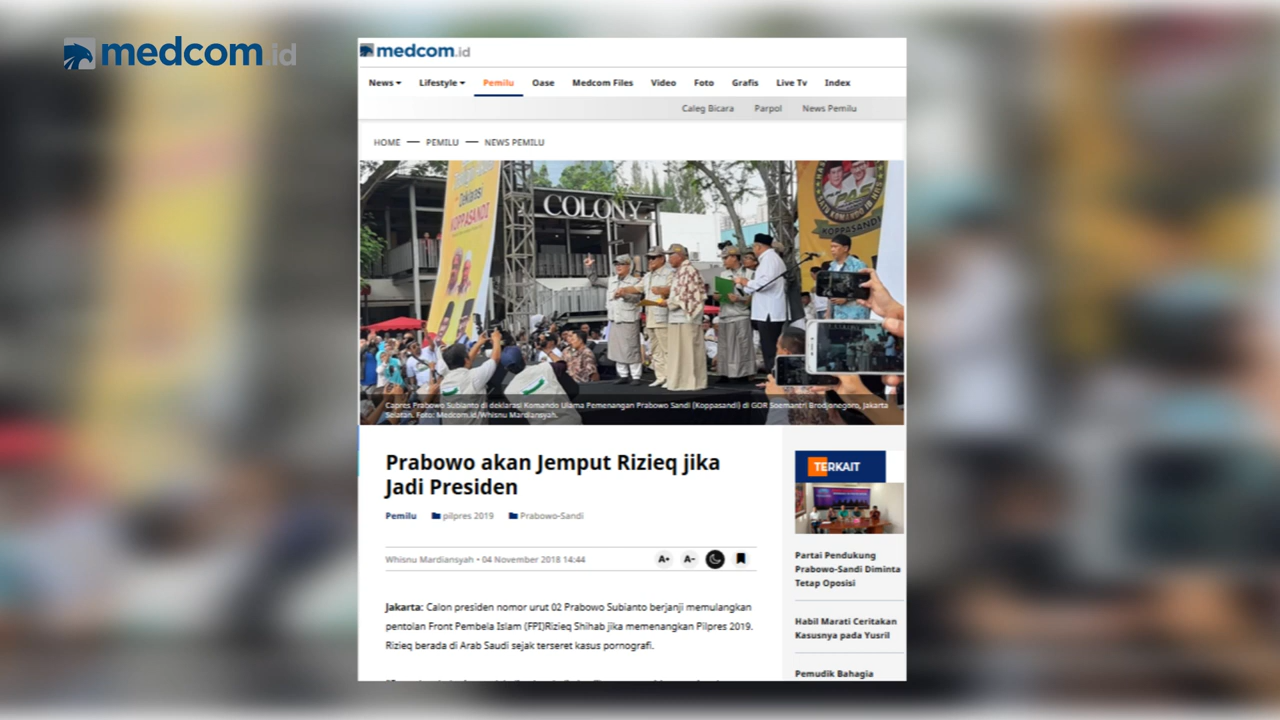 medcom.id
medcom.id
News Lifestyle Pemilu Oase Medcom Files Video Foto Grafis Live Tv Index
Caleg Bicara Parpol News Pemilu
HOME — PEMILU — NEWS PEMILU
Deklarasi
KOPPASANDI
COLONY
PAS
KOPPASANDI
Capres Prabowo Subianto di deklarasi Komando Ulama Pemenangan Prabowo Sandi (Koppasandi) di GOR Soemantri Brodjonegoro, Jakarta
Selatan. Foto: Medcom.id/Whisnu Mardiansyah.
Prabowo akan Jemput Rizieq jika
Jadi Presiden
Pemilu pilpres 2019 Prabowo-Sandi
Whisnu Mardiansyah • 04 November 2018 14:44
A+ A-
Jakarta: Calon presiden nomor urut 02 Prabowo Subianto berjanji memulangkan
pentolan Front Pembela Islam (FPI)Rizieq Shihab jika memenangkan Pilpres 2019.
Rizieq berada di Arab Saudi sejak terseret kasus pornografi.
TERKAIT
Partai Pendukung
Prabowo-Sandi Diminta
Tetap Oposisi
Habil Marati Ceritakan
Kasusnya pada Yusril
Pemudik Bahagia